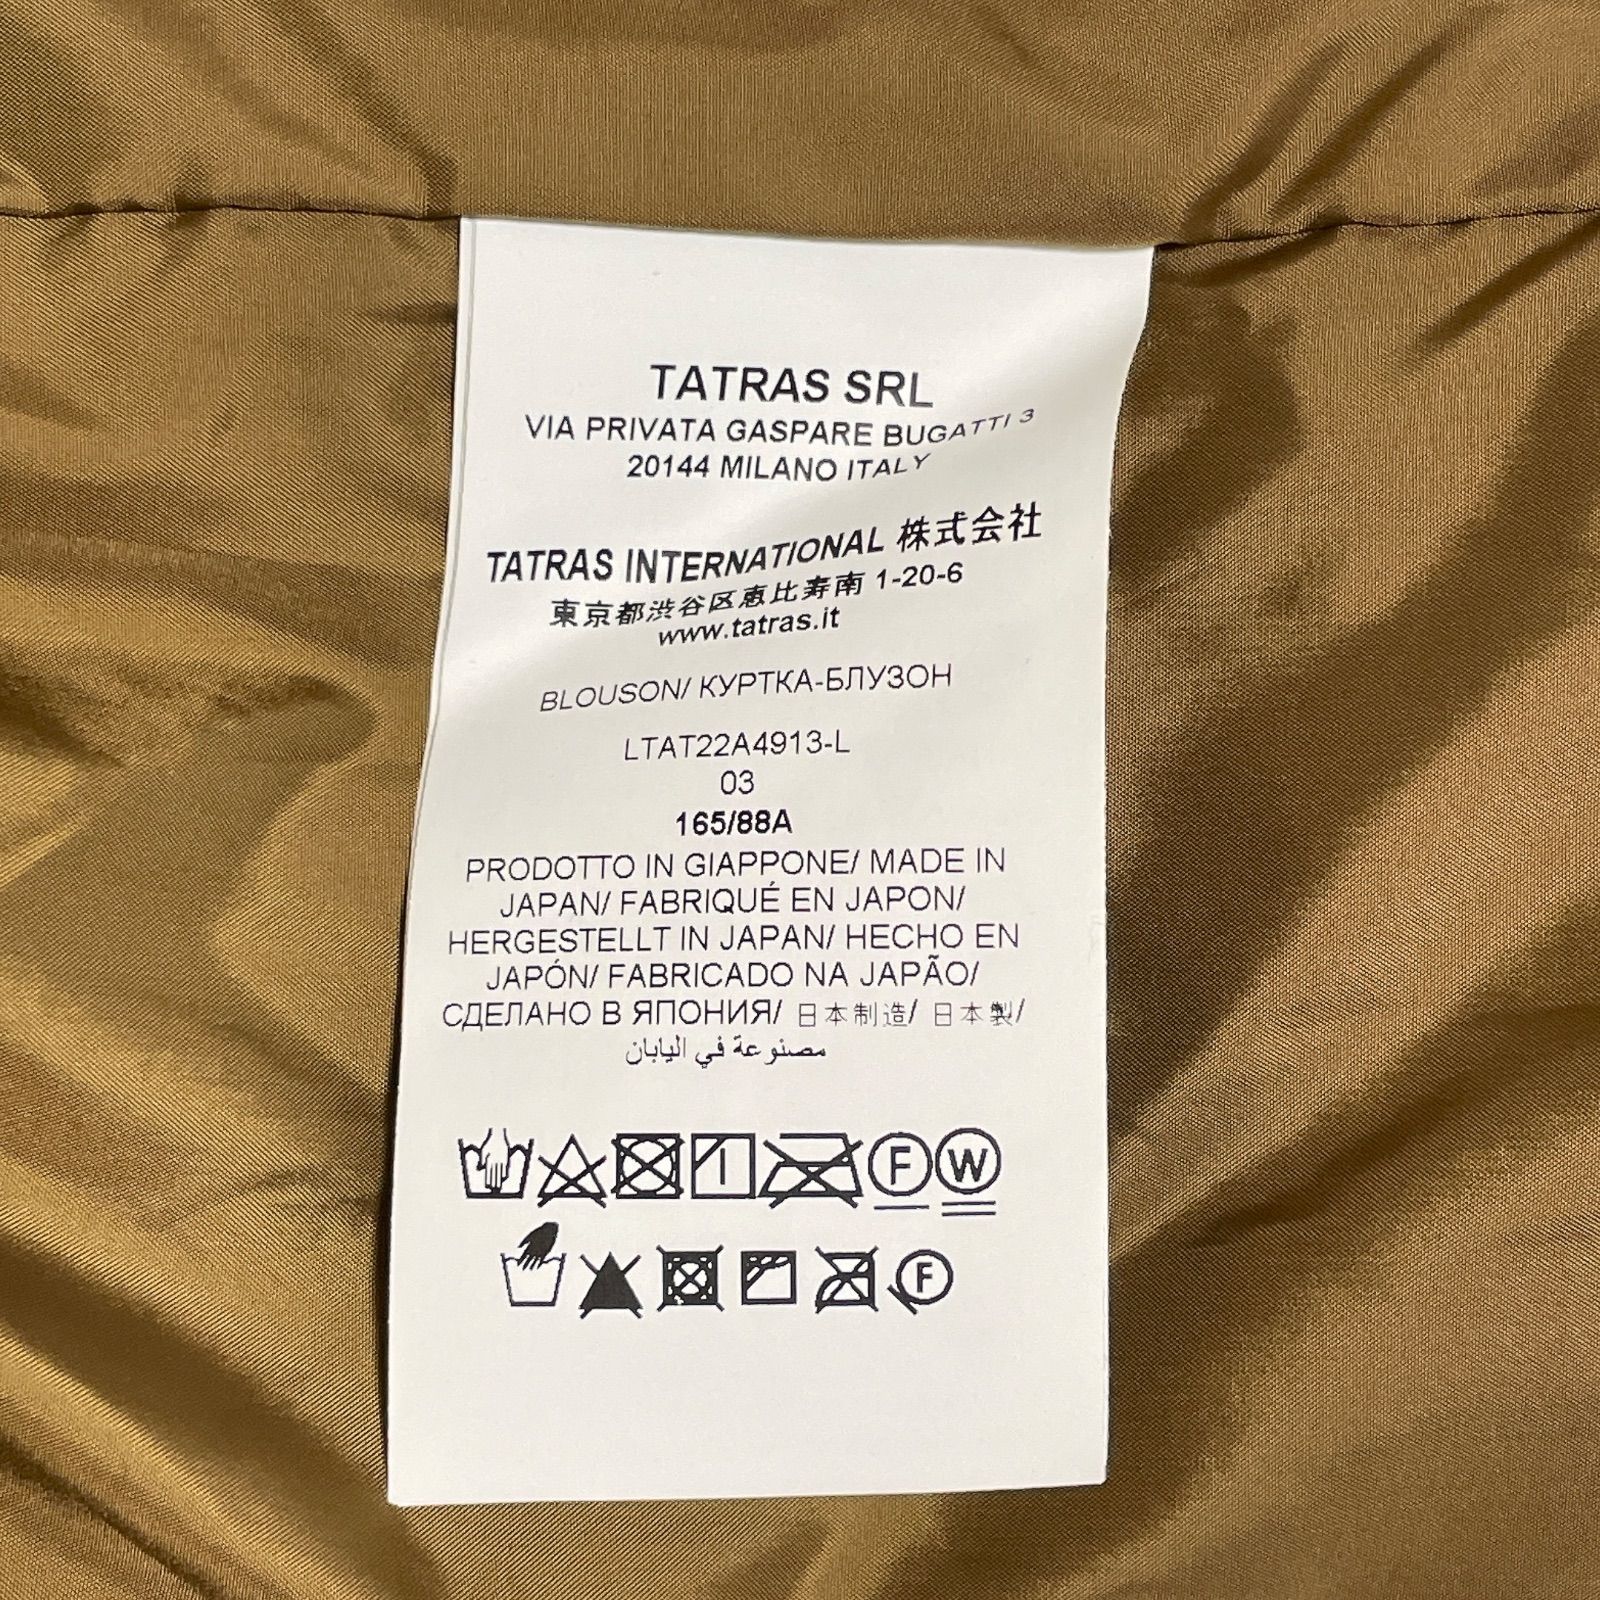 TATRAS SRL
VIA PRIVATA GASPARE BUGATTI 3
20144 MILANO ITALY
TATRAS INTERNATIONAL 株式会社
東京都渋谷区恵比寿南 1-20-6
www.tatras.it
BLOUSON/ КУРТКА-БЛУЗОН
LTAT22A4913-L
03
165/88A
PRODOTTO IN GIAPPONE/ MADE IN
JAPAN/ FABRIQUÉ EN JAPON/
HERGESTELLT IN JAPAN/ HECHO EN
JAPÓN/ FABRICADO NA JAPÃO/
СДЕЛАНО В ЯПОНИЯ/ 日本制造/ 日本製/
مصنوعة في اليابان
F W
F